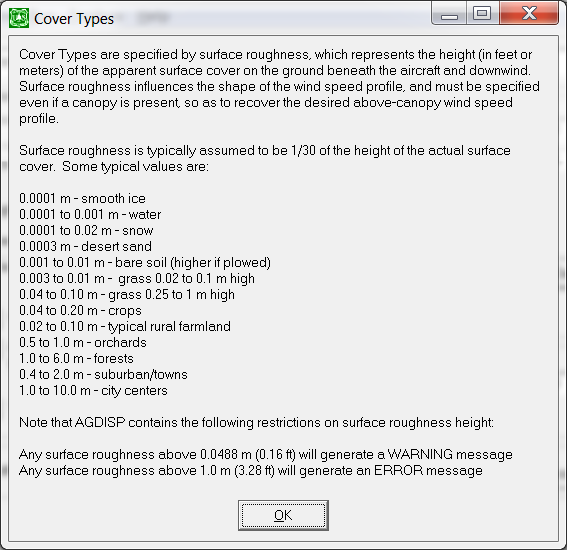 Cover Types
Cover Types are specified by surface roughness, which represents the height (in feet or
meters) of the apparent surface cover on the ground beneath the aircraft and downwind.
Surface roughness influences the shape of the wind speed profile, and must be specified
even if a canopy is present, so as to recover the desired above-canopy wind speed
profile.
Surface roughness is typically assumed to be 1/30 of the height of the actual surface
cover.  Some typical values are:
0.0001 m - smooth ice
0.0001 to 0.001 m - water
0.0001 to 0.02 m - snow
0.0003 m - desert sand
0.001 to 0.01 m - bare soil (higher if plowed)
0.003 to 0.01 m -  grass 0.02 to 0.1 m high
0.04 to 0.10 m - grass 0.25 to 1 m high
0.04 to 0.20 m - crops
0.02 to 0.10 m - typical rural farmland
0.5 to 1.0 m - orchards
1.0 to 6.0 m - forests
0.4 to 2.0 m - suburban/towns
1.0 to 10.0 m - city centers
Note that AGDISP contains the following restrictions on surface roughness height:
Any surface roughness above 0.0488 m (0.16 ft) will generate a WARNING message
Any surface roughness above 1.0 m (3.28 ft) will generate an ERROR message
OK